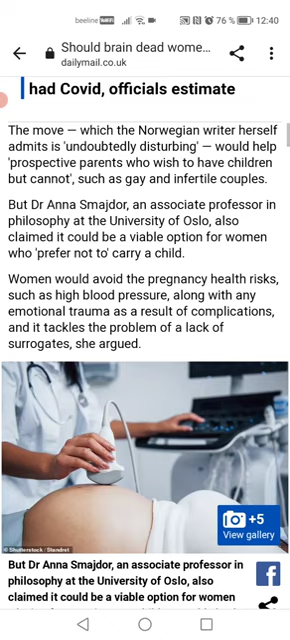 beeline 76 % 12:40
Should brain dead wome...
dailymail.co.uk
had Covid, officials estimate
The move — which the Norwegian writer herself
admits is 'undoubtedly disturbing' — would help
'prospective parents who wish to have children
but cannot', such as gay and infertile couples.
But Dr Anna Smajdor, an associate professor in
philosophy at the University of Oslo, also
claimed it could be a viable option for women
who 'prefer not to' carry a child.
Women would avoid the pregnancy health risks,
such as high blood pressure, along with any
emotional trauma as a result of complications,
and it tackles the problem of a lack of
surrogates, she argued.
+5
View gallery
© Shutterstock / Standret
But Dr Anna Smajdor, an associate professor in
philosophy at the University of Oslo, also
claimed it could be a viable option for women